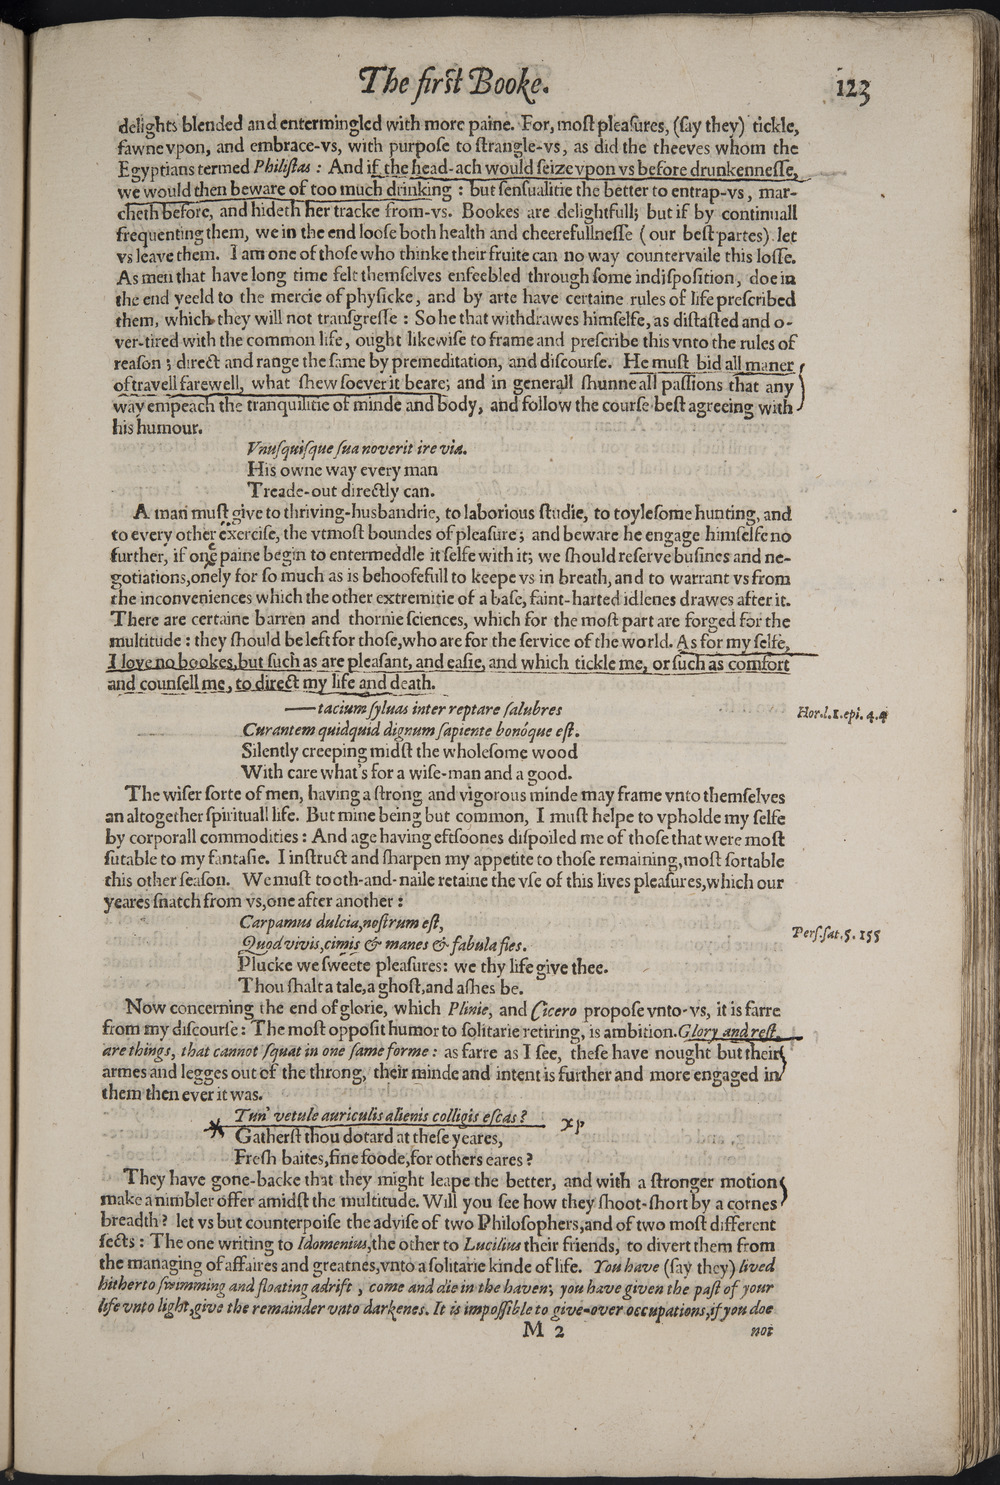 The first Booke.
123
delights blended and entermingled with more paine. For, most pleaſures, (ſay they) tickle,
fawne vpon, and embrace-vs, with purpoſe to ſtrangle-vs, as did the theeves whom the
Egyptians termed Philiſtas : And if the head-ach would ſeize vpon vs before drunkenneſſe,
we would then beware of too much drinking : but ſenſualitie the better to entrap-vs, mar-
cheth before, and hideth her tracke from-vs. Bookes are delightfull; but if by continuall
frequenting them, we in the end looſe both health and cheerefullneſſe ( our beſt partes) let
vs leave them. I am one of thoſe who thinke their fruite can no way countervaile this loſſe.
As men that have long time felt themſelves enfeebled through ſome indiſpoſition, doe in
the end yeeld to the mercie of phyſicke, and by arte have certaine rules of life preſcribed
them, which they will not tranſgreſſe : So he that withdrawes himſelfe, as diſtaſted and o-
ver-tired with the common life, ought likewiſe to frame and preſcribe this vnto the rules of
reaſon ; direct and range the ſame by premeditation, and diſcourſe. He muſt bid all maner
of travell farewell, what ſhew ſoever it beare; and in generall ſhunne all paſſions that any
way empeach the tranquilitie of minde and body, and follow the courſe beſt agreeing with
his humour.
Vnuſquiſque ſua noverit ire via.
His owne way every man
Treade-out directly can.
A man muſt give to thriving-husbandrie, to laborious ſtudie, to toyleſome hunting, and
to every other exerciſe, the vtmoſt boundes of pleaſure; and beware he engage himſelfe no
further, if once paine begin to entermeddle it ſelfe with it; we ſhould reſerve buſines and ne-
gotiations, onely for ſo much as is behoofefull to keepe vs in breath, and to warrant vs from
the inconveniences which the other extremitie of a baſe, faint-harted idlenes drawes after it.
There are certaine barren and thornie ſciences, which for the moſt part are forged for the
multitude : they ſhould be left for thoſe, who are for the ſervice of the world. As for my ſelfe,
I love no bookes, but ſuch as are pleaſant, and eaſie, and which tickle me, or ſuch as comfort
and counſell me, to direct my life and death.
— tacitum ſyluas inter reptare ſalubres
Hor.l.1.epi. 4.4
Curantem quidquid dignum ſapiente bonóque eſt.
Silently creeping midſt the wholeſome wood
With care what's for a wiſe-man and a good.
The wiſer ſorte of men, having a ſtrong and vigorous minde may frame vnto themſelves
an altogether ſpirituall life. But mine being but common, I muſt helpe to vpholde my ſelfe
by corporall commodities : And age having eftſoones diſpoiled me of thoſe that were moſt
ſutable to my fantaſie. I inſtruct and ſharpen my appetite to thoſe remaining, moſt ſortable
this other ſeaſon. We muſt tooth-and-naile retaine the vſe of this lives pleaſures, which our
yeares ſnatch from vs, one after another :
Carpamus dulcia, noſtrum eſt,
Perſ.ſat.5. 155
Quod vivis, cinis & manes & fabula fies.
Plucke we ſweete pleaſures: we thy life give thee.
Thou ſhalt a tale, a ghoſt, and aſhes be.
Now concerning the end of glorie, which Plinie, and Cicero propoſe vnto-vs, it is farre
from my diſcourſe : The moſt oppoſit humor to ſolitarie retiring, is ambition. Glory and reſt,
are things, that cannot ſquat in one ſame forme : as farre as I ſee, theſe have nought but their
armes and legges out of the throng, their minde and intent is further and more engaged in
them then ever it was.
Tun' vetule auriculis alienis colligis eſcas ?
Gatherſt thou dotard at theſe yeares,
Freſh baites, fine foode, for others eares ?
They have gone-backe that they might leape the better, and with a ſtronger motion
make a nimbler offer amidſt the multitude. Will you ſee how they ſhoot-ſhort by a cornes
breadth ? let vs but counterpoiſe the adviſe of two Philoſophers, and of two moſt different
ſects : The one writing to Idomenius, the other to Lucilius their friends, to divert them from
the managing of affaires and greatnes, vnto a ſolitarie kinde of life. You have (ſay they) lived
hitherto ſwimming and floating adrift , come and die in the haven; you have given the paſt of your
life vnto light, give the remainder vnto darkenes. It is impoſſible to give-over occupations, if you doe
M 2
not